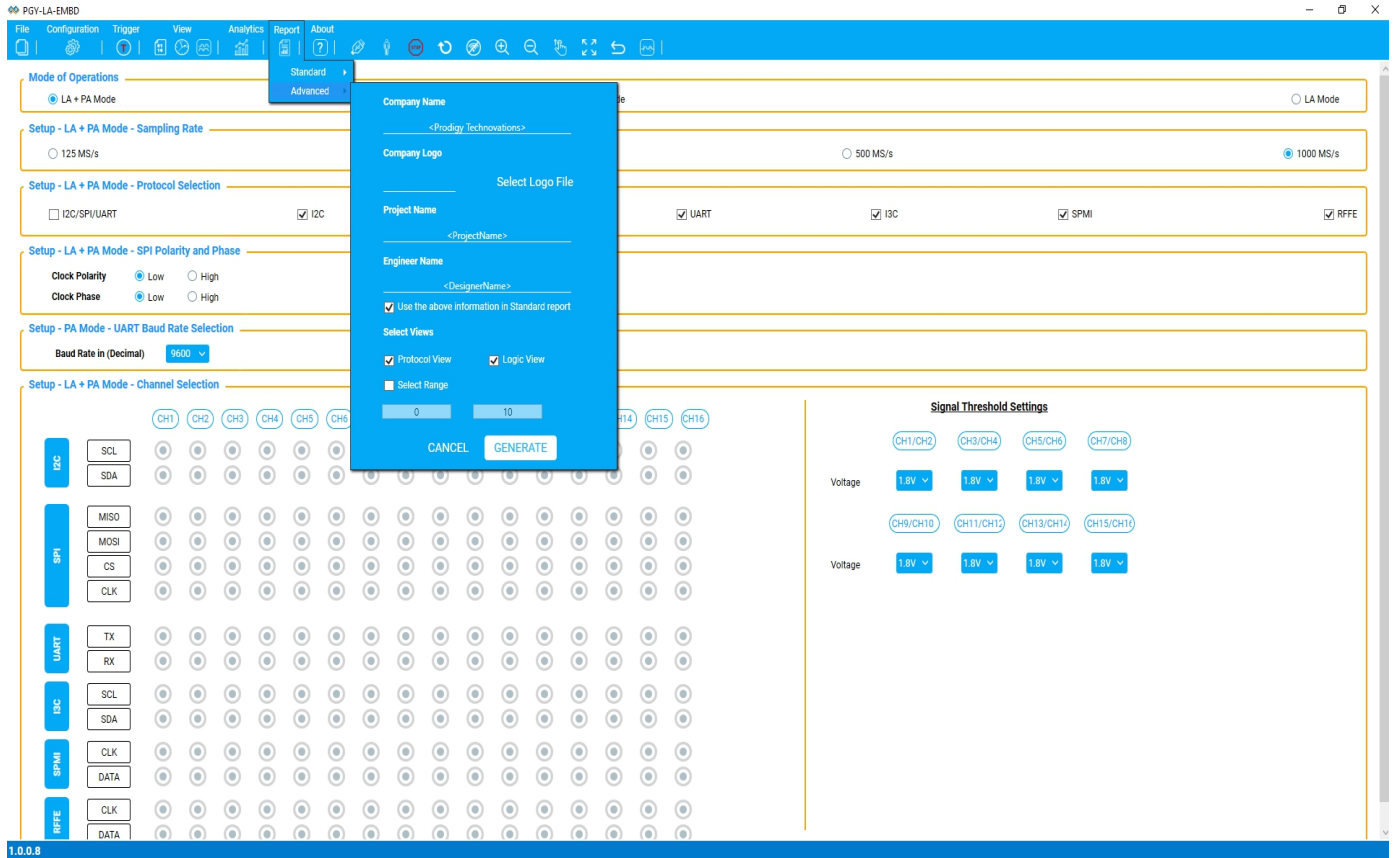 PGY-LA-EMBD
File Configuration Trigger View Analytics Report About
Standard
Advanced
Mode of Operations
LA + PA Mode
de
LA Mode
Setup - LA + PA Mode - Sampling Rate
125 MS/s
500 MS/s
1000 MS/s
Setup - LA + PA Mode - Protocol Selection
I2C/SPI/UART
I2C
UART
I3C
SPMI
RFFE
Setup - LA + PA Mode - SPI Polarity and Phase
Clock Polarity Low High
Clock Phase Low High
Setup - PA Mode - UART Baud Rate Selection
Baud Rate in (Decimal) 9600
Setup - LA + PA Mode - Channel Selection
Company Name
<Prodigy Technovations>
Company Logo
Select Logo File
Project Name
<ProjectName>
Engineer Name
<DesignerName>
Use the above information in Standard report
Select Views
Protocol View Logic View
Select Range
0 10
CANCEL GENERATE
CH1 CH2 CH3 CH4 CH5 CH6 H14 CH15 CH16
I2C
SCL
SDA
SPI
MISO
MOSI
CS
CLK
UART
TX
RX
I3C
SCL
SDA
SPMI
CLK
DATA
RFFE
CLK
DATA
Signal Threshold Settings
CH1/CH2 CH3/CH4 CH5/CH6 CH7/CH8
Voltage 1.8V 1.8V 1.8V 1.8V
CH9/CH10 CH11/CH12 CH13/CH14 CH15/CH16
Voltage 1.8V 1.8V 1.8V 1.8V
1.0.0.8